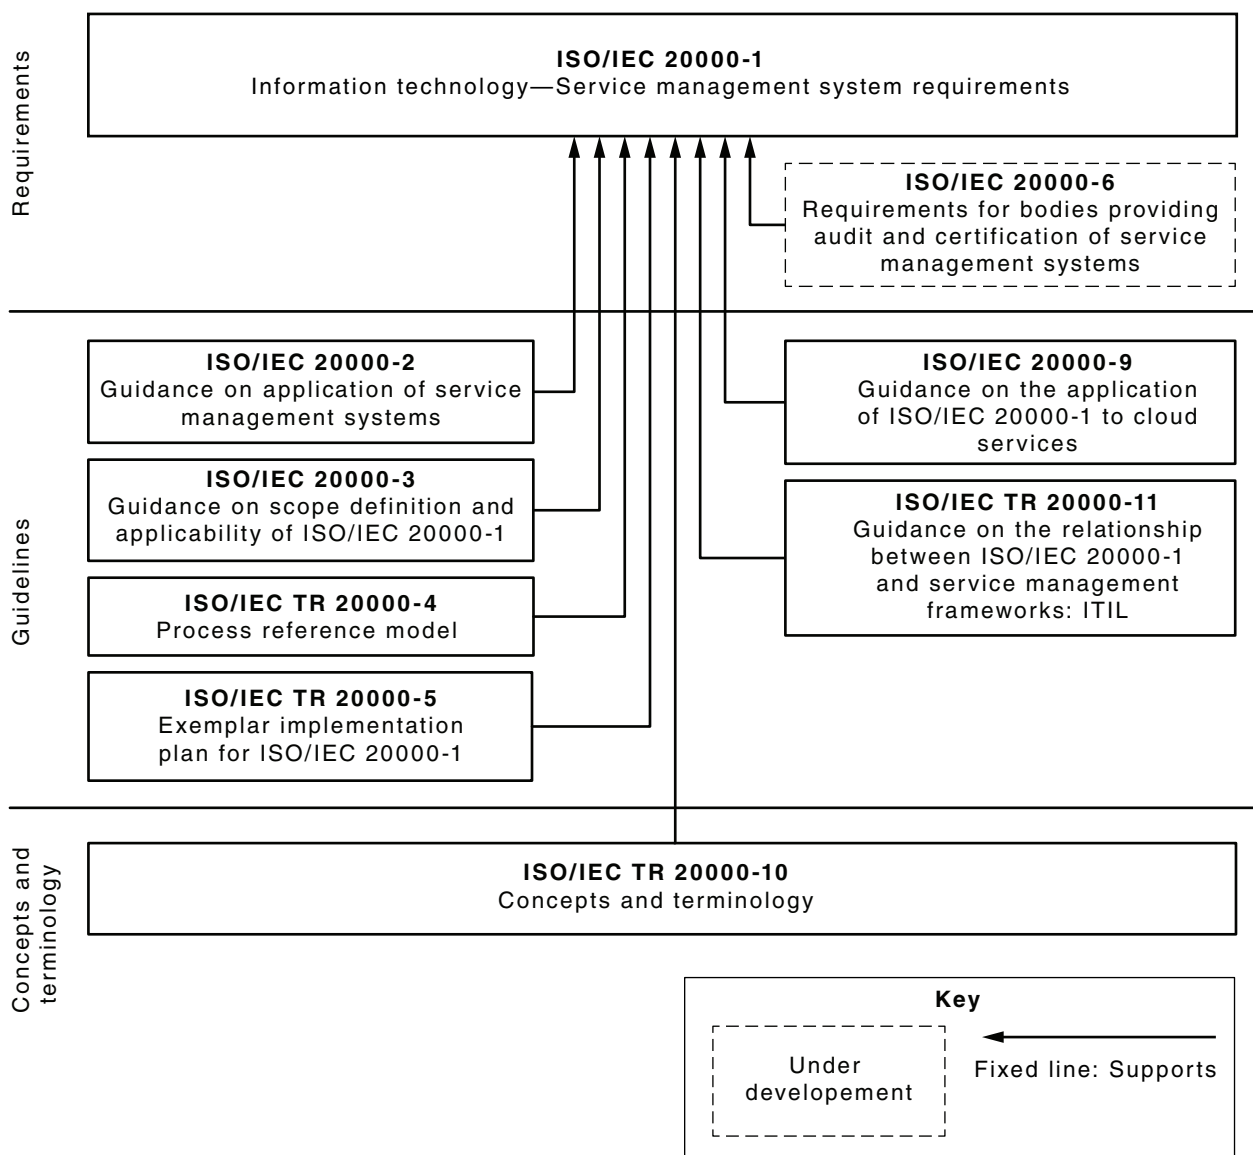 Requirements
ISO/IEC 20000-1
Information technology—Service management system requirements
ISO/IEC 20000-6
Requirements for bodies providing
audit and certification of service
management systems
Guidelines
ISO/IEC 20000-2
Guidance on application of service
management systems
ISO/IEC 20000-3
Guidance on scope definition and
applicability of ISO/IEC 20000-1
ISO/IEC TR 20000-4
Process reference model
ISO/IEC TR 20000-5
Exemplar implementation
plan for ISO/IEC 20000-1
ISO/IEC 20000-9
Guidance on the application
of ISO/IEC 20000-1 to cloud
services
ISO/IEC TR 20000-11
Guidance on the relationship
between ISO/IEC 20000-1
and service management
frameworks: ITIL
Concepts and
terminology
ISO/IEC TR 20000-10
Concepts and terminology
Key
Under
developement
Fixed line: Supports